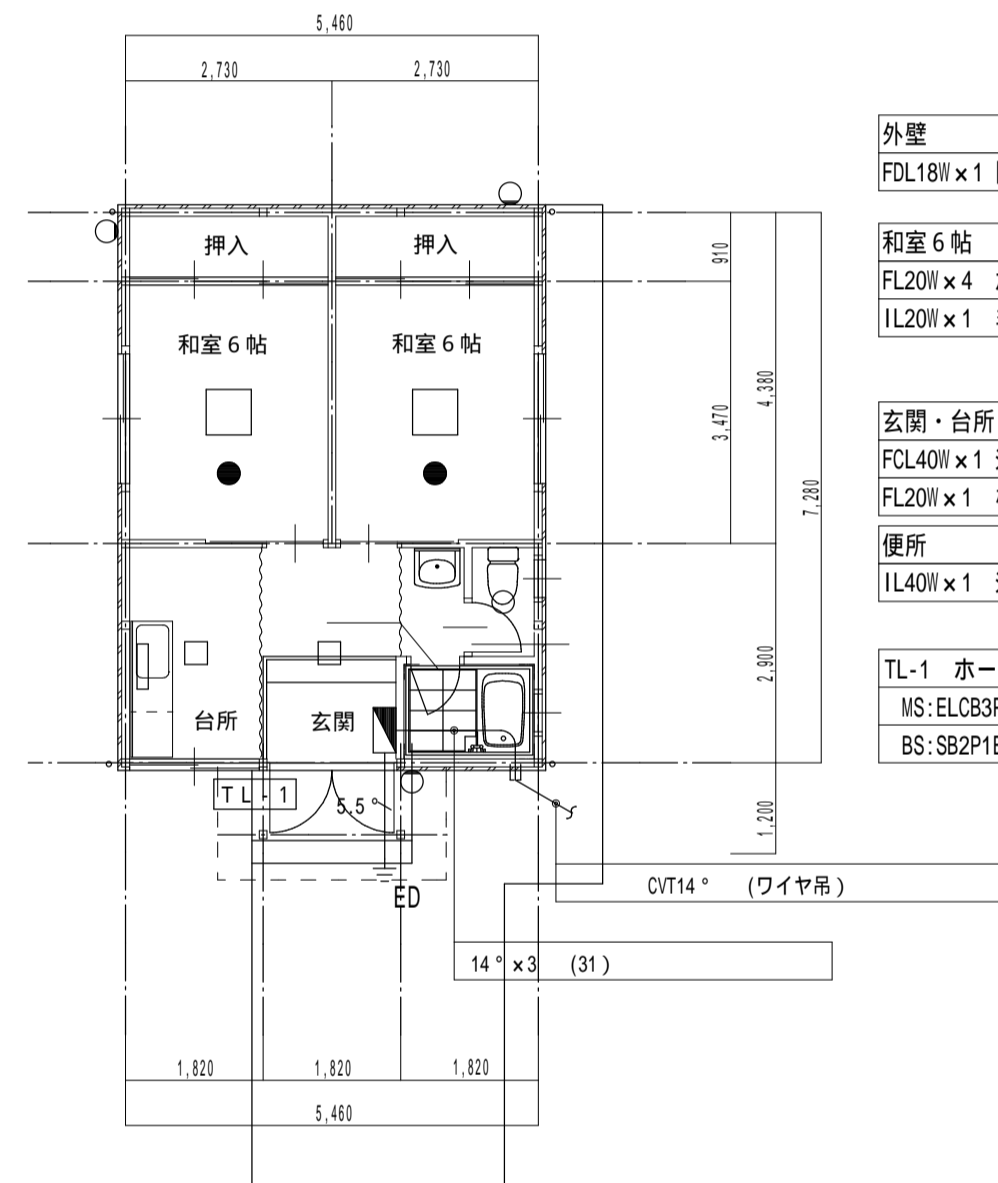 5,460
2,730
2,730
外壁
FDL18W×1
押入
押入
910
和室6帖
FL20W×4
IL20W×1
和室6帖
和室6帖
4,380
3,470
玄関・台所
FCL40W×1
FL20W×1
7,280
便所
IL40W×1
2,900
TL-1 ホー
MS:ELCB3P
BS:SB2P1E
台所
玄関
TL-1
5.5°
1,200
ED
CVT14° (ワイヤ吊)
14°×3 (31)
1,820
1,820
1,820
5,460